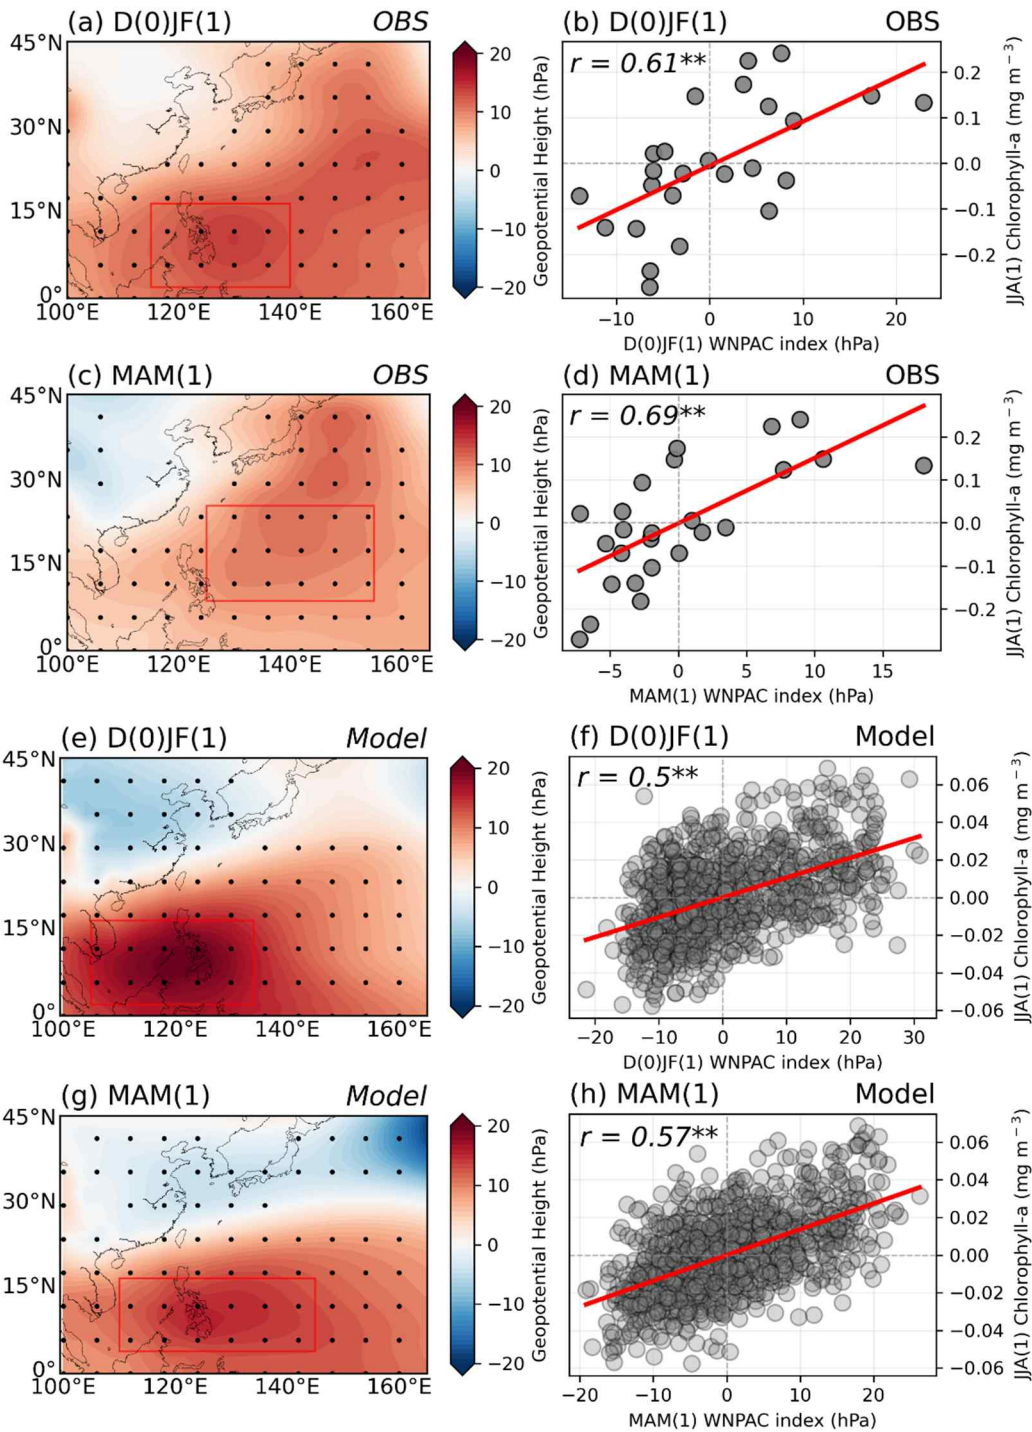 (a) D(0)JF(1) OBS
45°N
30°N
15°N
0°
100°E 120°E 140°E 160°E
20
10
0
−10
−20
Geopotential Height (hPa)
(b) D(0)JF(1) OBS
r = 0.61**
0.2
0.1
0.0
−0.1
−0.2
JJA(1) Chlorophyll-a (mg m−3)
−10 0 10 20
D(0)JF(1) WNPAC index (hPa)
(c) MAM(1) OBS
45°N
30°N
15°N
0°
100°E 120°E 140°E 160°E
20
10
0
−10
−20
Geopotential Height (hPa)
(d) MAM(1) OBS
r = 0.69**
0.2
0.1
0.0
−0.1
−0.2
JJA(1) Chlorophyll-a (mg m−3)
−5 0 5 10 15
MAM(1) WNPAC index (hPa)
(e) D(0)JF(1) Model
45°N
30°N
15°N
0°
100°E 120°E 140°E 160°E
20
10
0
−10
−20
Geopotential Height (hPa)
(f) D(0)JF(1) Model
r = 0.5**
0.06
0.04
0.02
0.00
−0.02
−0.04
−0.06
JJA(1) Chlorophyll-a (mg m−3)
−20 −10 0 10 20 30
D(0)JF(1) WNPAC index (hPa)
(g) MAM(1) Model
45°N
30°N
15°N
0°
100°E 120°E 140°E 160°E
20
10
0
−10
−20
Geopotential Height (hPa)
(h) MAM(1) Model
r = 0.57**
0.06
0.04
0.02
0.00
−0.02
−0.04
−0.06
JJA(1) Chlorophyll-a (mg m−3)
−20 −10 0 10 20
MAM(1) WNPAC index (hPa)